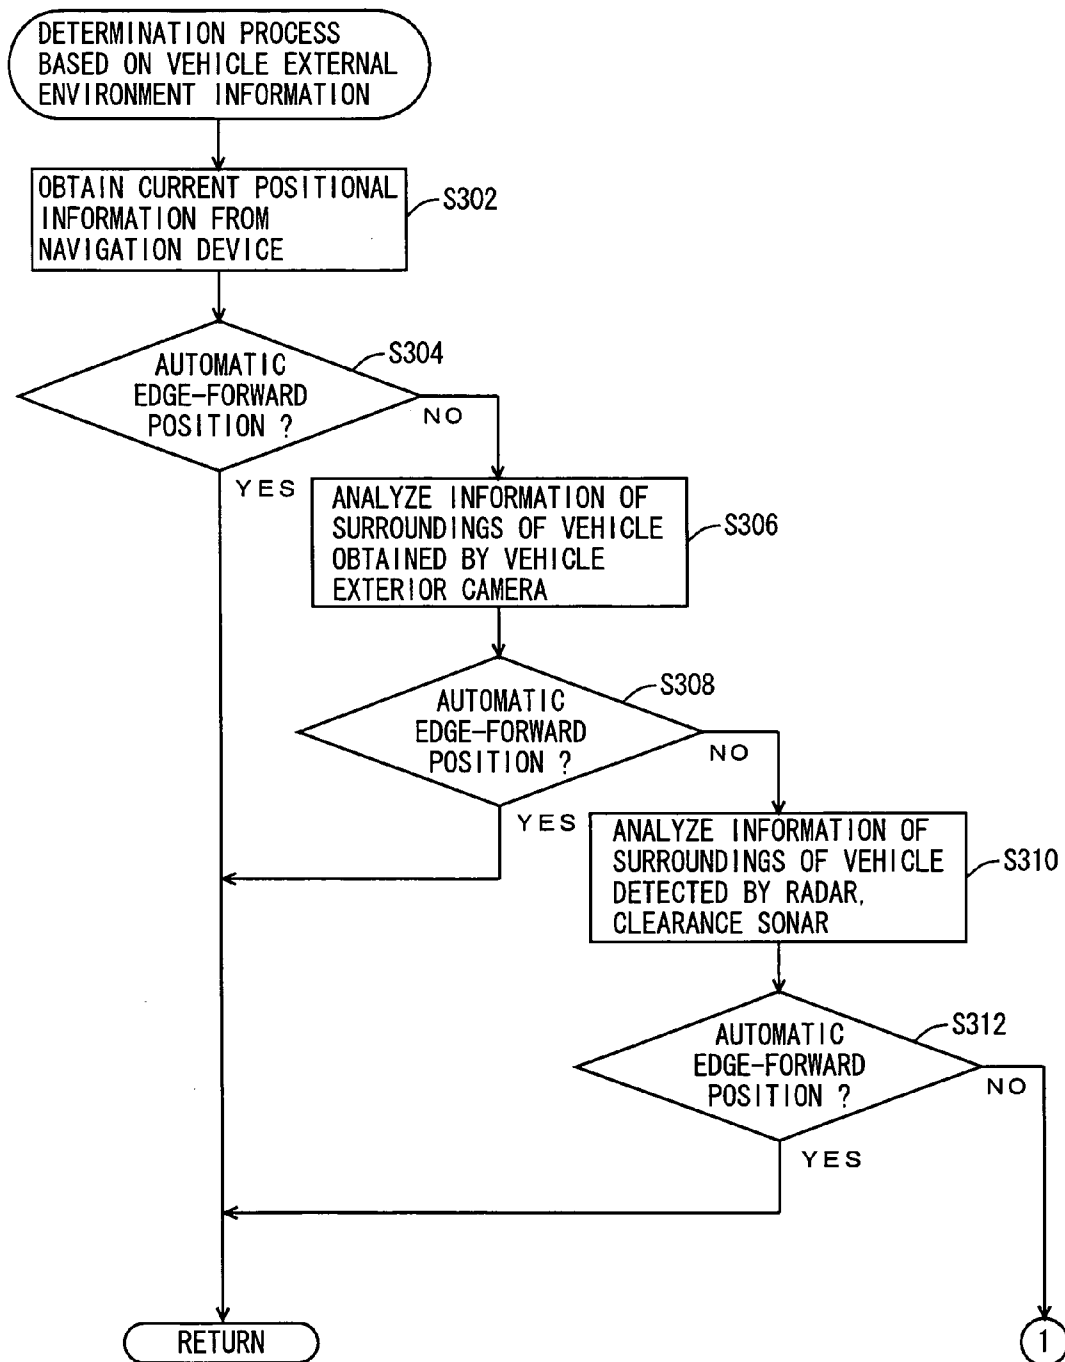 DETERMINATION PROCESS
BASED ON VEHICLE EXTERNAL
ENVIRONMENT INFORMATION
OBTAIN CURRENT POSITIONAL
INFORMATION FROM
NAVIGATION DEVICE
S302
AUTOMATIC
EDGE-FORWARD
POSITION ?
S304
NO
YES
ANALYZE INFORMATION OF
SURROUNDINGS OF VEHICLE
OBTAINED BY VEHICLE
EXTERIOR CAMERA
S306
AUTOMATIC
EDGE-FORWARD
POSITION ?
S308
NO
YES
ANALYZE INFORMATION OF
SURROUNDINGS OF VEHICLE
DETECTED BY RADAR,
CLEARANCE SONAR
S310
AUTOMATIC
EDGE-FORWARD
POSITION ?
S312
NO
YES
RETURN
1